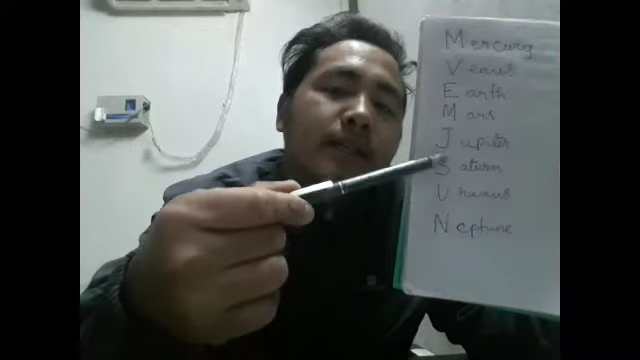 Mercury
Venus
Earth
Mars
Jupiter
Saturn
Uranus
Neptune